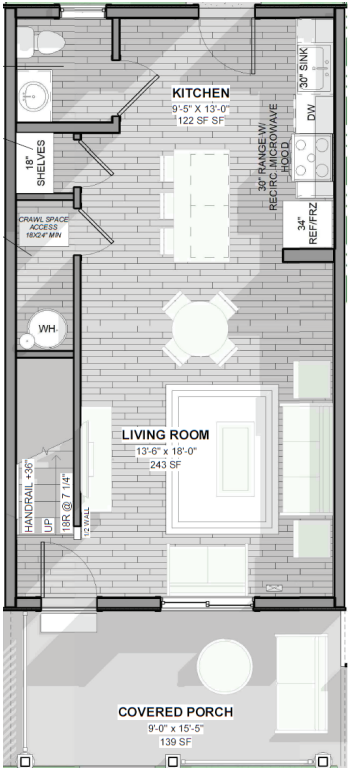 KITCHEN
9'-5" X 13'-0"
122 SF SF
30" SINK
DW
30" RANGE W/
RECIRC. MICROWAVE
HOOD
34"
REF/FRZ
18"
SHELVES
CRAWL SPACE
ACCESS
18X24" MIN
WH
LIVING ROOM
13'-6" x 18'-0"
243 SF
HANDRAIL +36"
UP
18R @ 7 1/4"
1/2 WALL
COVERED PORCH
9'-0" x 15'-5"
139 SF